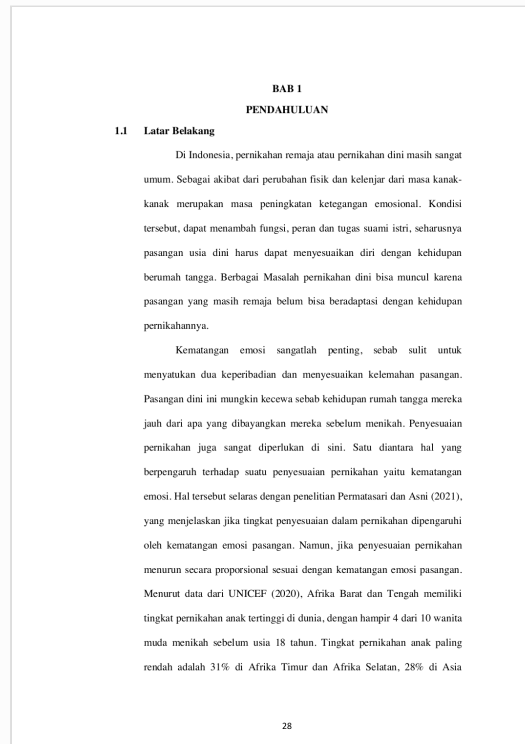 BAB 1
PENDAHULUAN
1.1 Latar Belakang
Di Indonesia, pernikahan remaja atau pernikahan dini masih sangat
umum. Sebagai akibat dari perubahan fisik dan kelenjar dari masa kanak-
kanak merupakan masa peningkatan ketegangan emosional. Kondisi
tersebut, dapat menambah fungsi, peran dan tugas suami istri, seharusnya
pasangan usia dini harus dapat menyesuaikan diri dengan kehidupan
berumah tangga. Berbagai Masalah pernikahan dini bisa muncul karena
pasangan yang masih remaja belum bisa beradaptasi dengan kehidupan
pernikahannya.
Kematangan emosi sangatlah penting, sebab sulit untuk
menyatukan dua keperibadian dan menyesuaikan kelemahan pasangan.
Pasangan dini ini mungkin kecewa sebab kehidupan rumah tangga mereka
jauh dari apa yang dibayangkan mereka sebelum menikah. Penyesuaian
pernikahan juga sangat diperlukan di sini. Satu diantara hal yang
berpengaruh terhadap suatu penyesuaian pernikahan yaitu kematangan
emosi. Hal tersebut selaras dengan penelitian Permatasari dan Asni (2021),
yang menjelaskan jika tingkat penyesuaian dalam pernikahan dipengaruhi
oleh kematangan emosi pasangan. Namun, jika penyesuaian pernikahan
menurun secara proporsional sesuai dengan kematangan emosi pasangan.
Menurut data dari UNICEF (2020), Afrika Barat dan Tengah memiliki
tingkat pernikahan anak tertinggi di dunia, dengan hampir 4 dari 10 wanita
muda menikah sebelum usia 18 tahun. Tingkat pernikahan anak paling
rendah adalah 31% di Afrika Timur dan Afrika Selatan, 28% di Asia
28